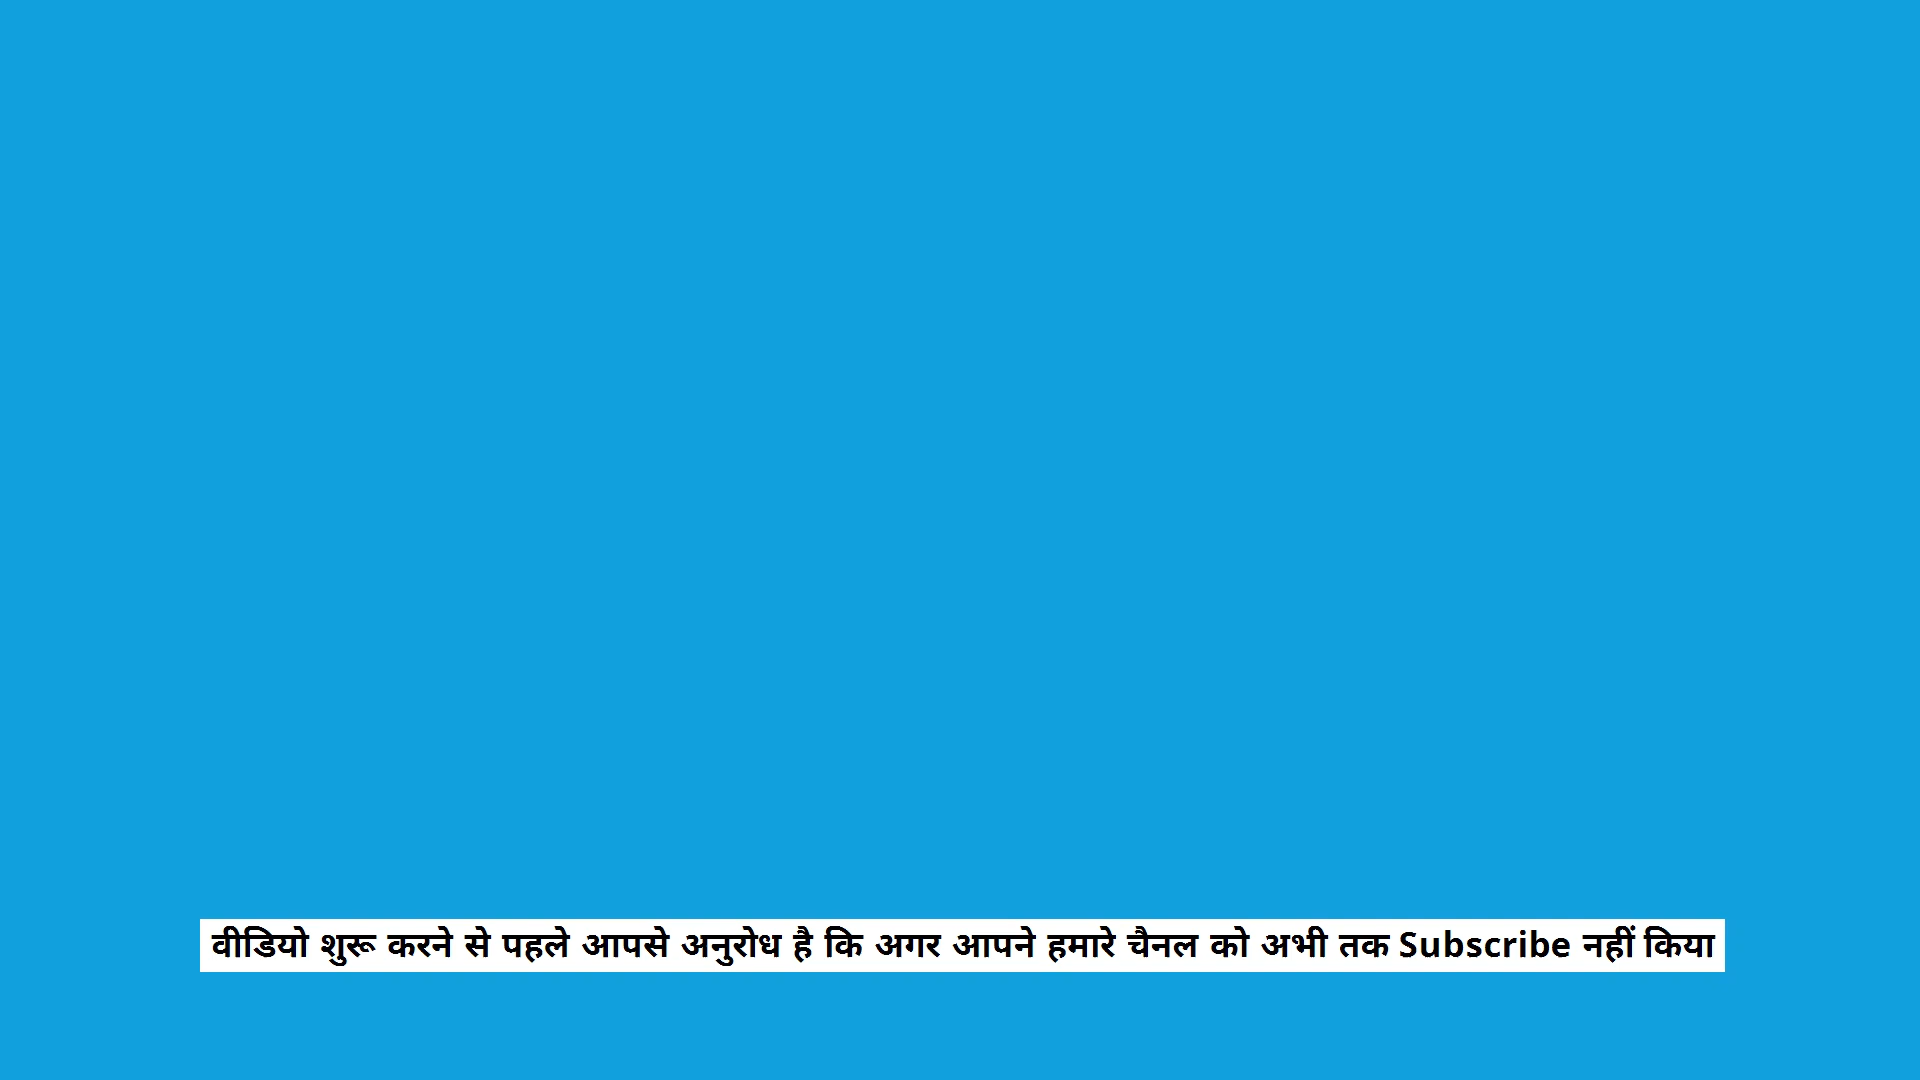 वीडियो शुरू करने से पहले आपसे अनुरोध है कि अगर आपने हमारे चैनल को अभी तक Subscribe नहीं किया